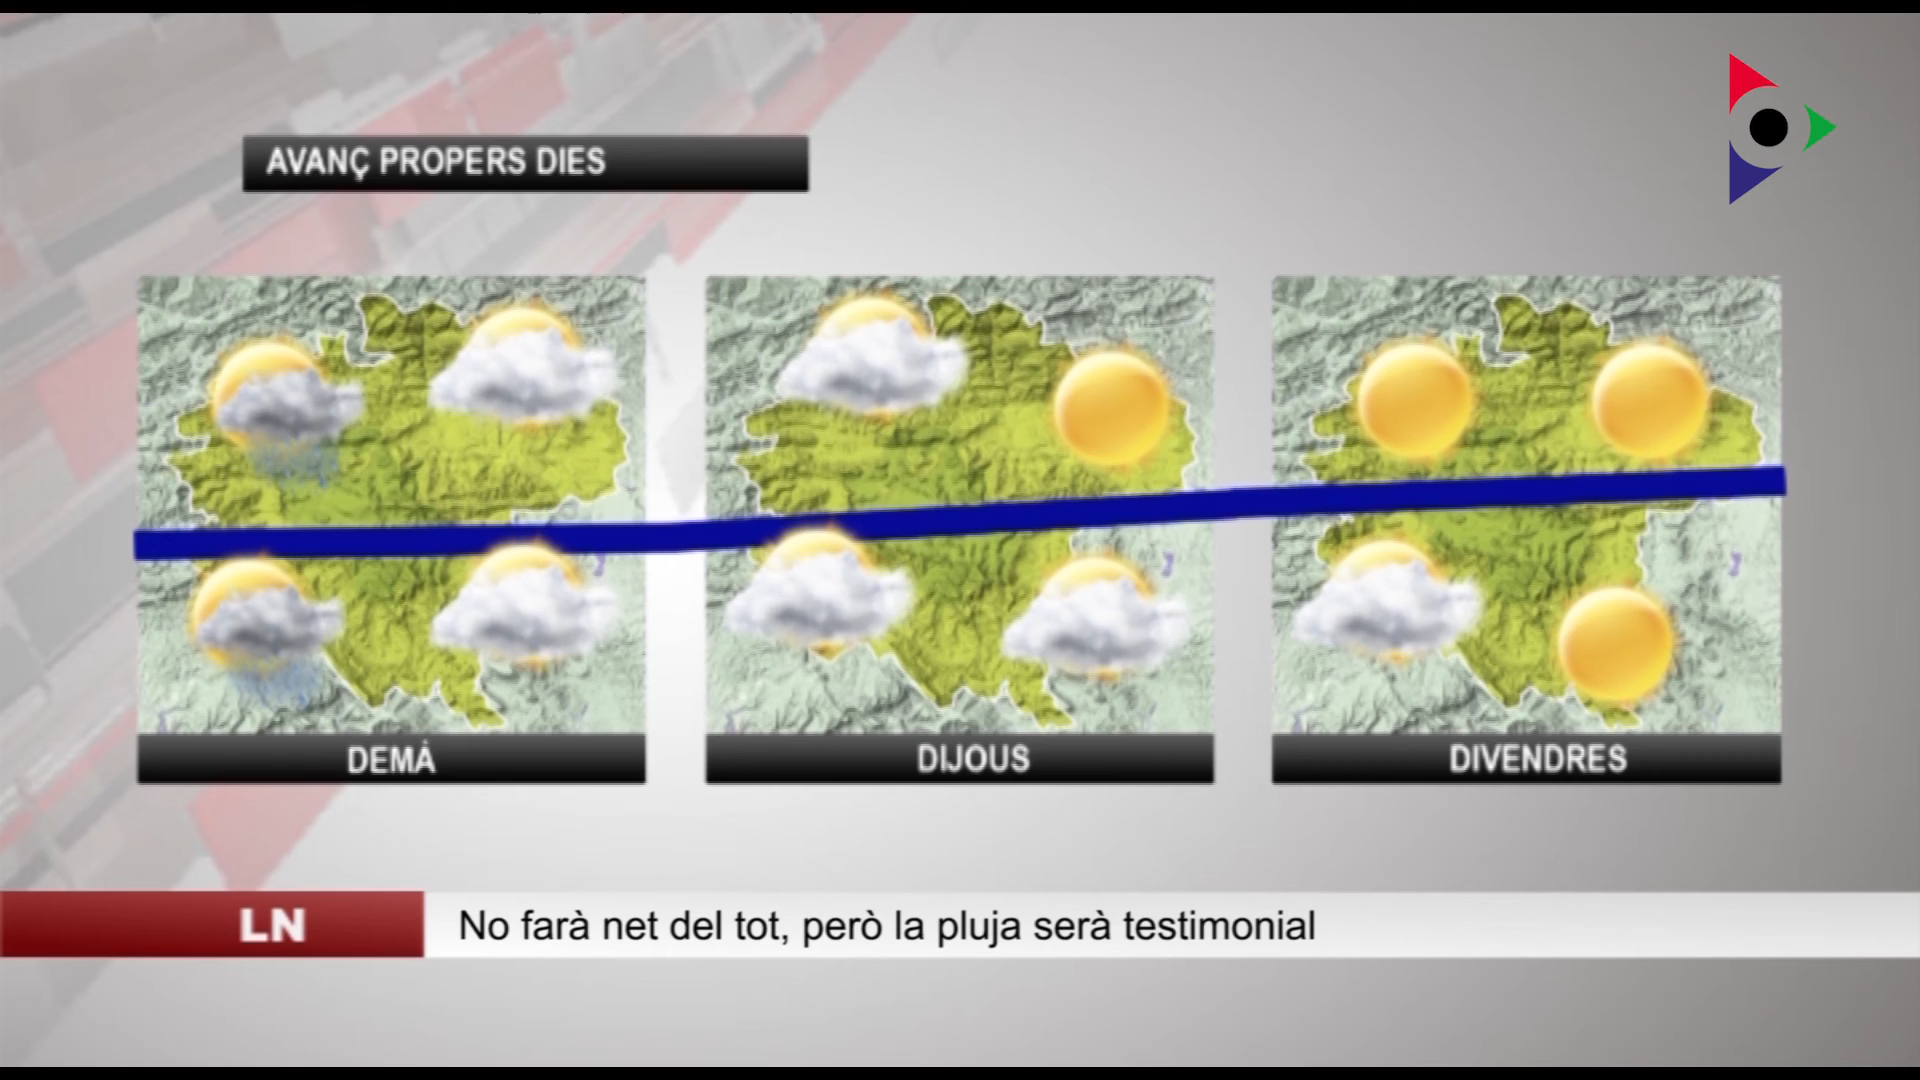 AVANÇ PROPERS DIES
DEMÀ
DIJOUS
DIVENDRES
LN
No farà net del tot, però la pluja serà testimonial